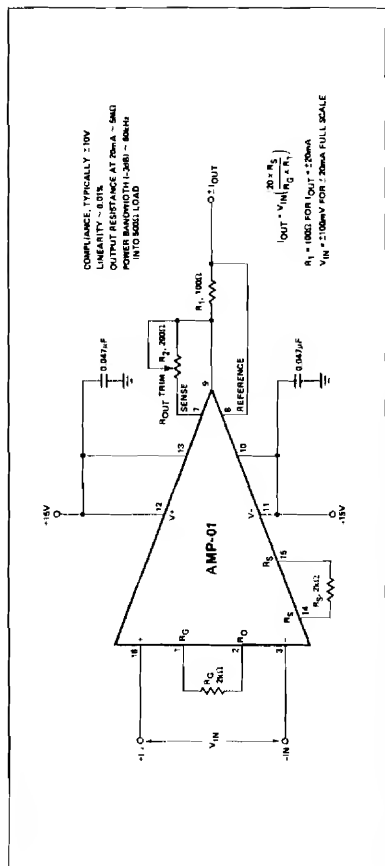 COMPLIANCE, TYPICALLY ±10V
LINEARITY ~ 0.01%
OUTPUT RESISTANCE AT 20mA ~ 5MΩ
POWER BANDWIDTH (-3dB) ~ 60kHz
INTO 500Ω LOAD
+15V
0.047µF
R2, 200Ω
ROUT TRIM
SENSE
13
12
V+
7
R1, 100Ω
9
±IOUT
8
REFERENCE
AMP-01
18
+
RG
1
RG
2kΩ
2
RG
3
−
VIN
-IN
V-
10
11
0.047µF
-15V
RS
15
RS
14
RS, 2kΩ
IOUT = VIN(20 × RS / RG × R1)
R1 = 100Ω FOR IOUT = ±20mA
VIN = ±100mV FOR ±20mA FULL SCALE